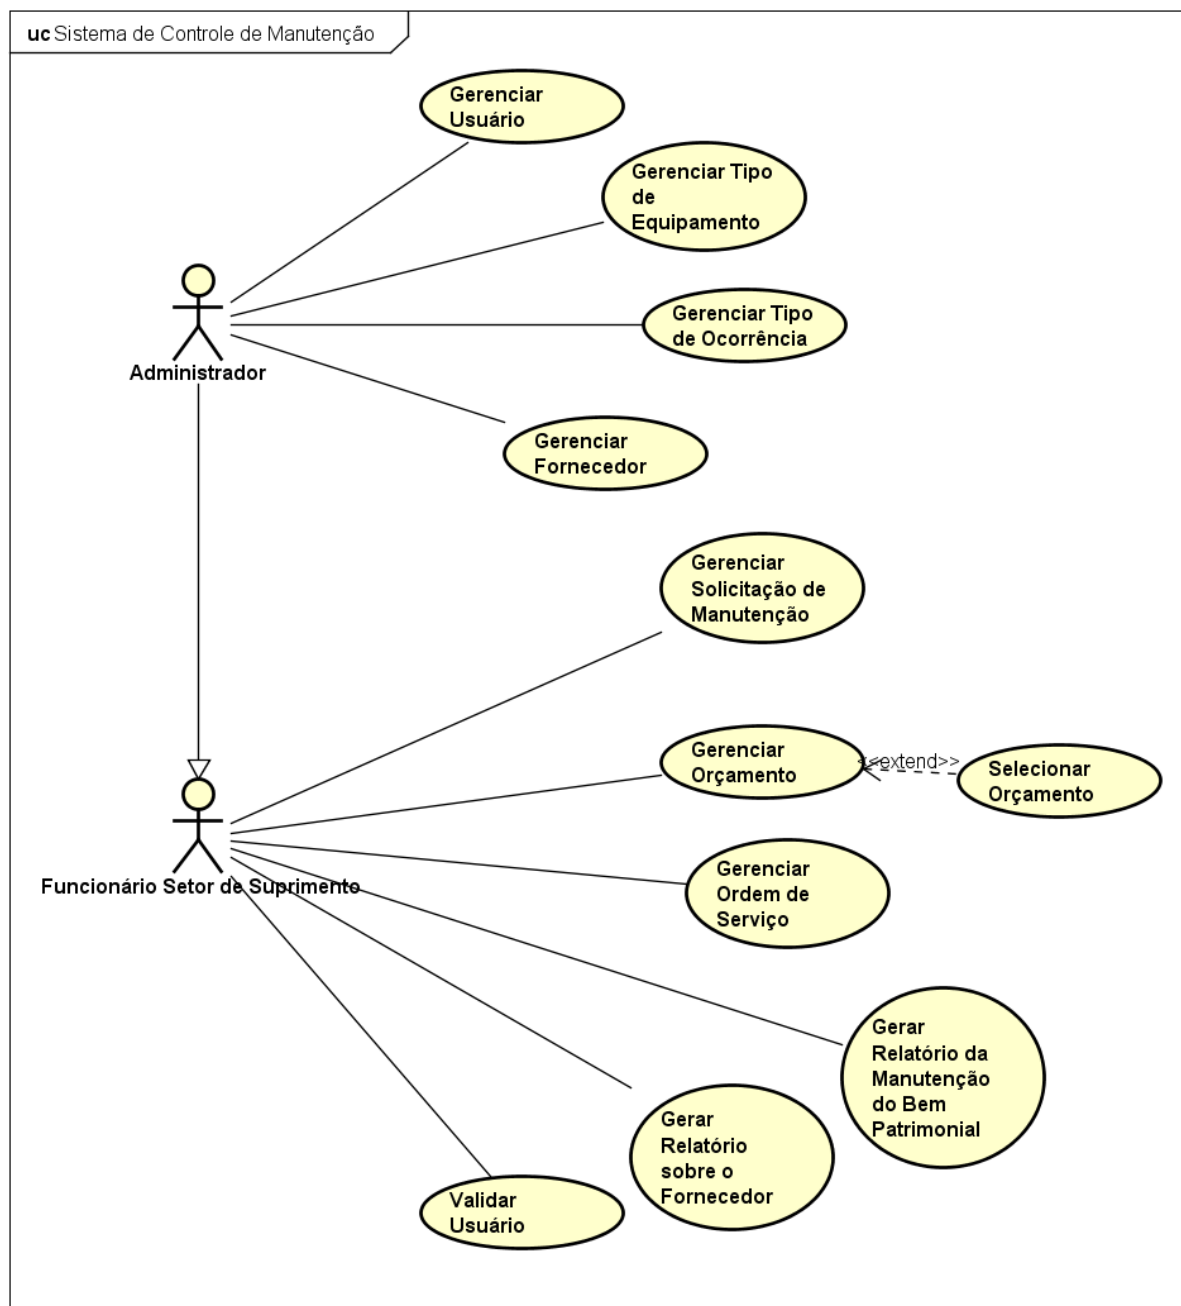 uc Sistema de Controle de Manutenção
Gerenciar
Usuário
Gerenciar Tipo
de
Equipamento
Gerenciar Tipo
de Ocorrência
Administrador
Gerenciar
Fornecedor
Gerenciar
Solicitação de
Manutenção
Gerenciar
Orçamento
<<extend>>
Selecionar
Orçamento
Funcionário Setor de Suprimento
Gerenciar
Ordem de
Serviço
Gerar
Relatório da
Manutenção
do Bem
Patrimonial
Gerar
Relatório
sobre o
Fornecedor
Validar
Usuário